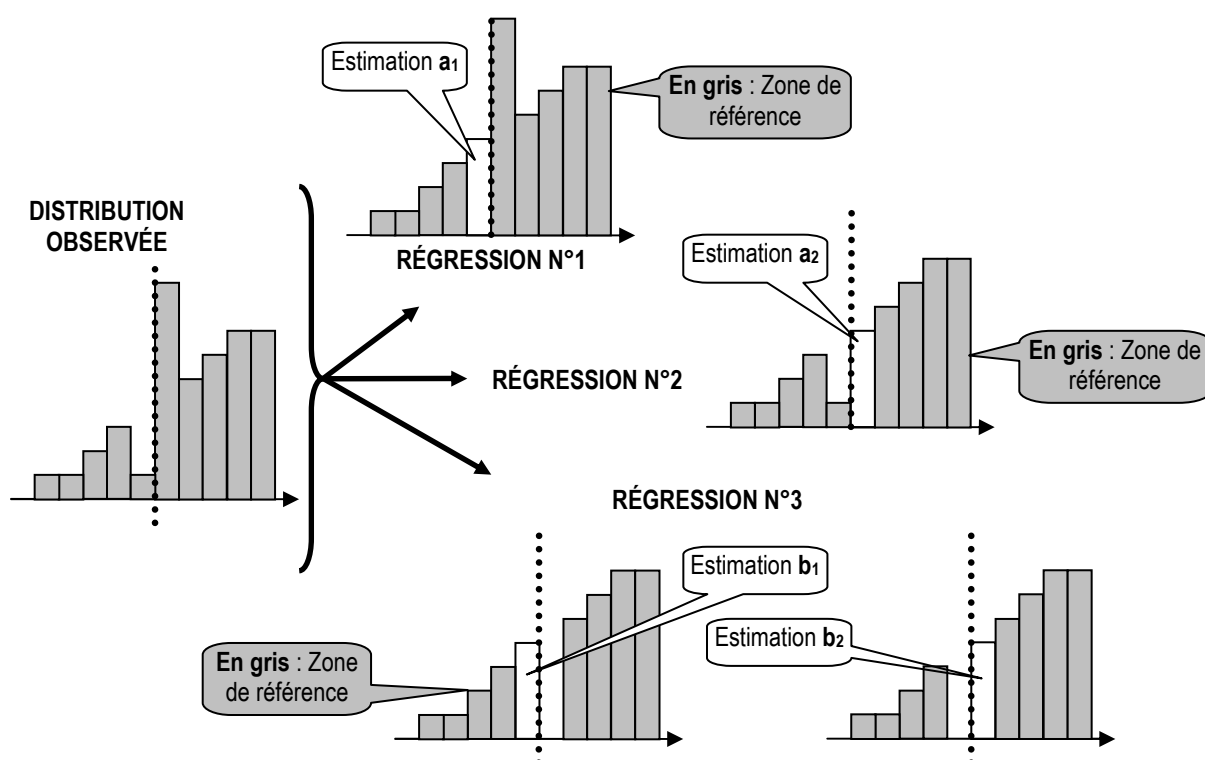 Estimation a1
En gris : Zone de
référence
DISTRIBUTION
OBSERVÉE
RÉGRESSION N°1
Estimation a2
En gris : Zone de
référence
RÉGRESSION N°2
RÉGRESSION N°3
Estimation b1
Estimation b2
En gris : Zone
de référence